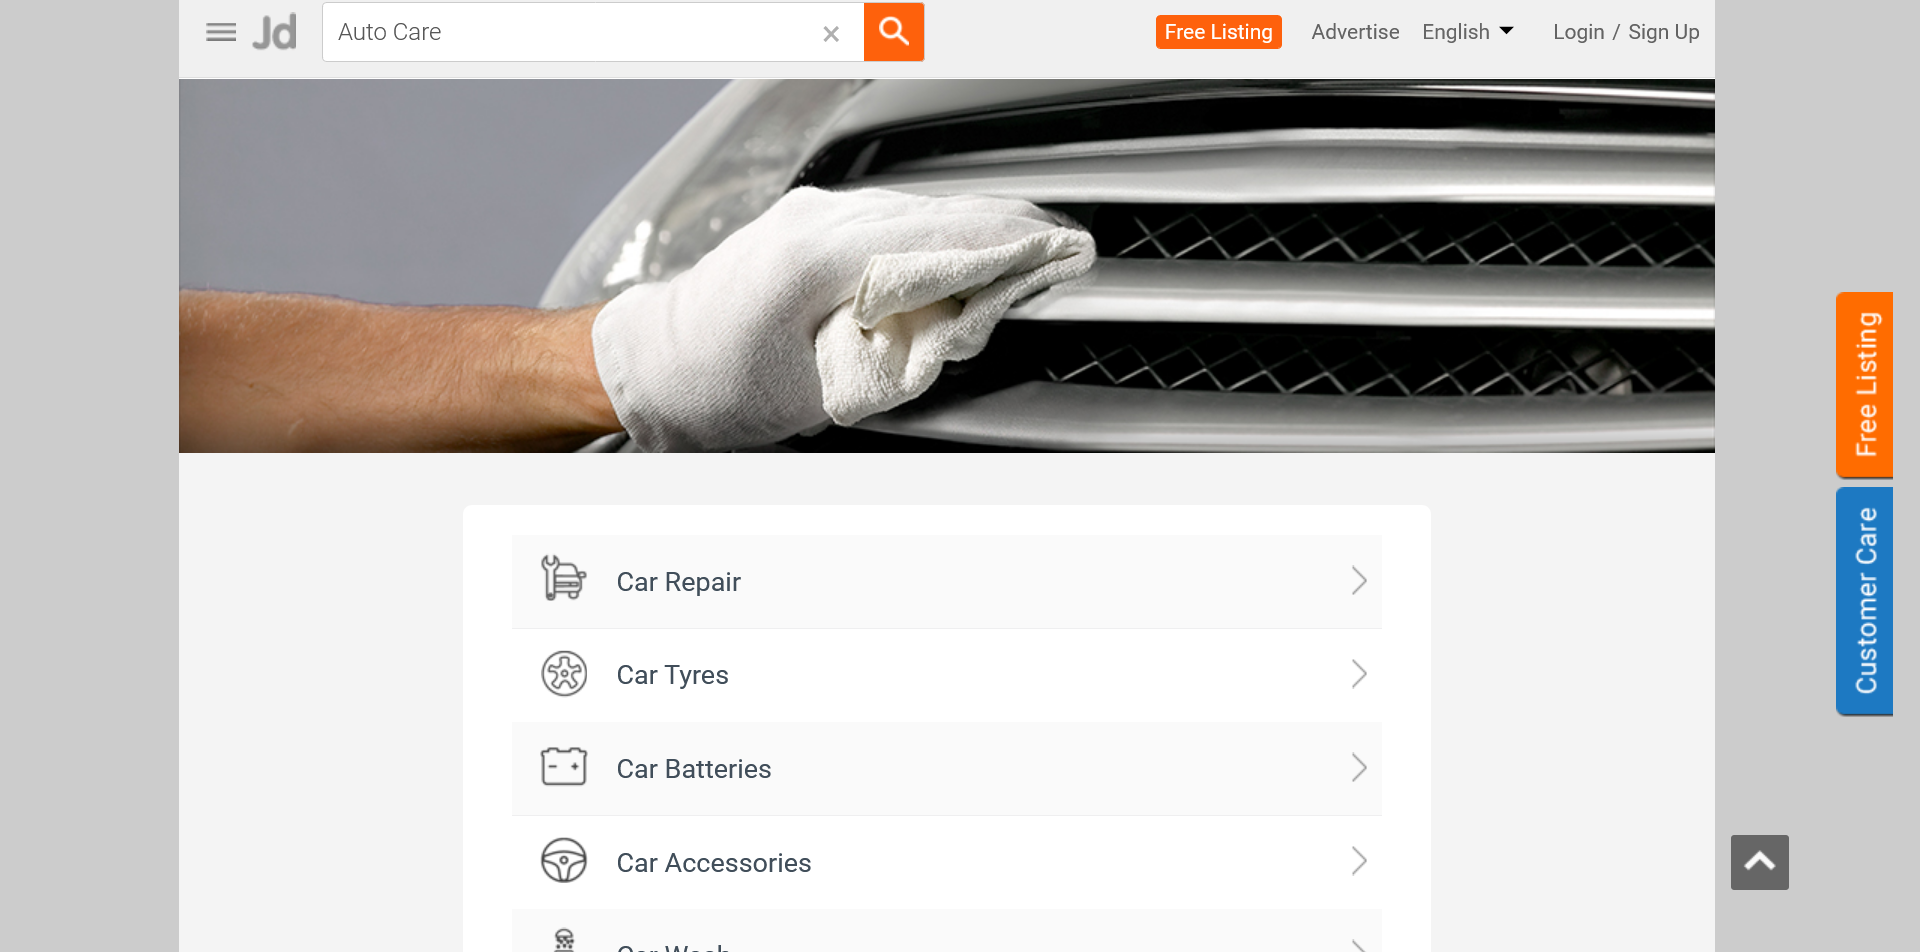 Jd
Auto Care
Free Listing
Advertise
English
Login / Sign Up
Free Listing
Customer Care
Car Repair
Car Tyres
Car Batteries
Car Accessories
Car Wash